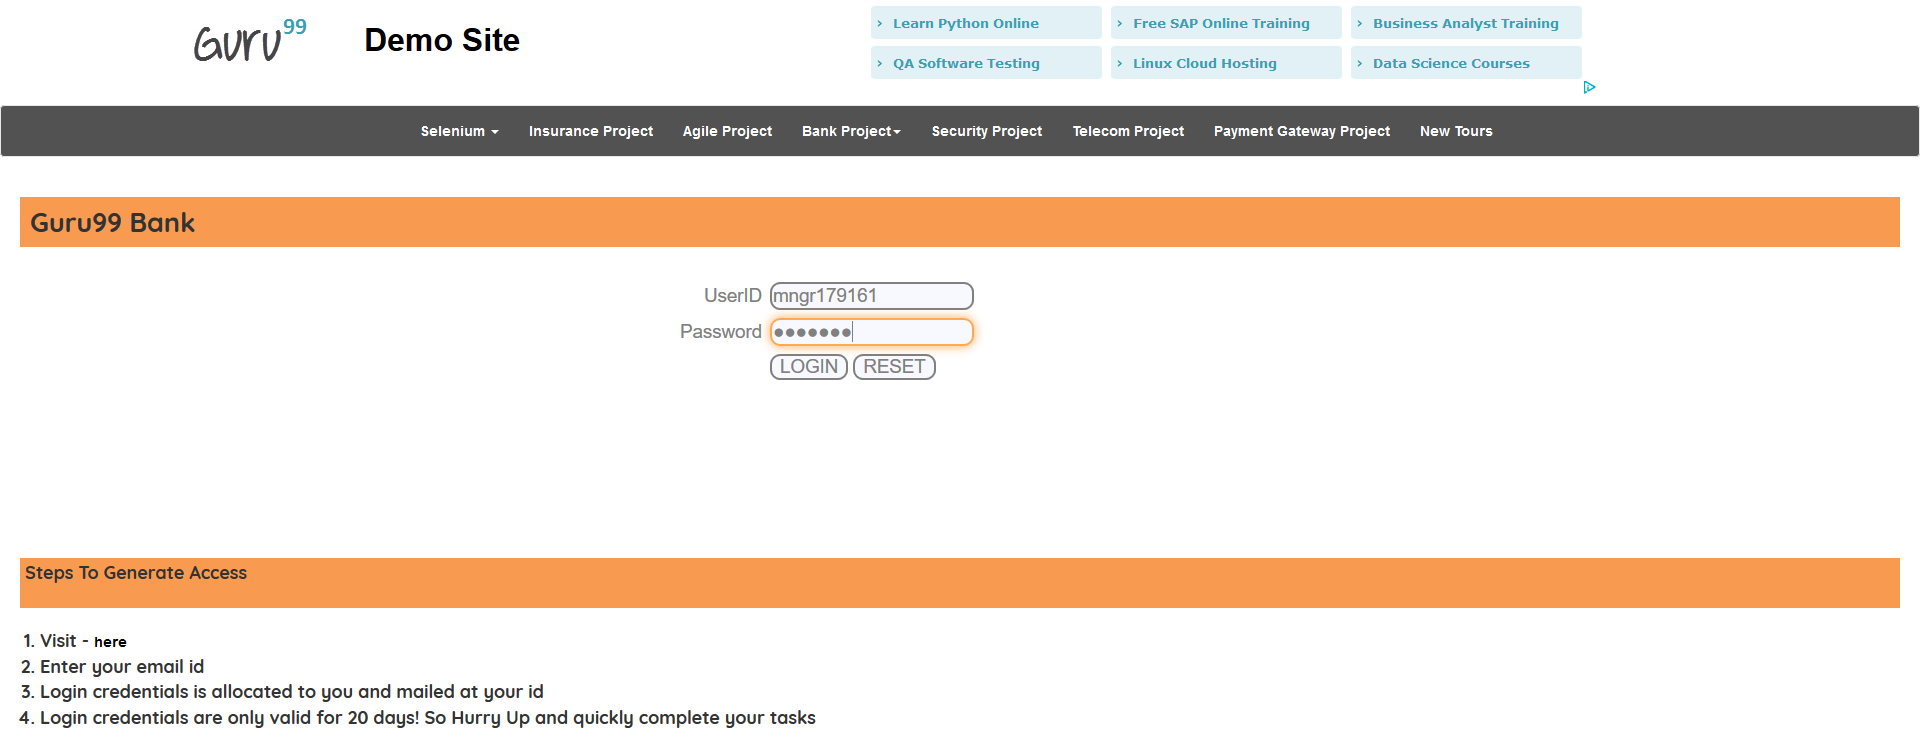 Guru99 Demo Site
› Learn Python Online › Free SAP Online Training › Business Analyst Training
› QA Software Testing › Linux Cloud Hosting › Data Science Courses
Selenium Insurance Project Agile Project Bank Project Security Project Telecom Project Payment Gateway Project New Tours
Guru99 Bank
UserID mngr179161
Password •••••••
LOGIN RESET
Steps To Generate Access
1. Visit - here
2. Enter your email id
3. Login credentials is allocated to you and mailed at your id
4. Login credentials are only valid for 20 days! So Hurry Up and quickly complete your tasks